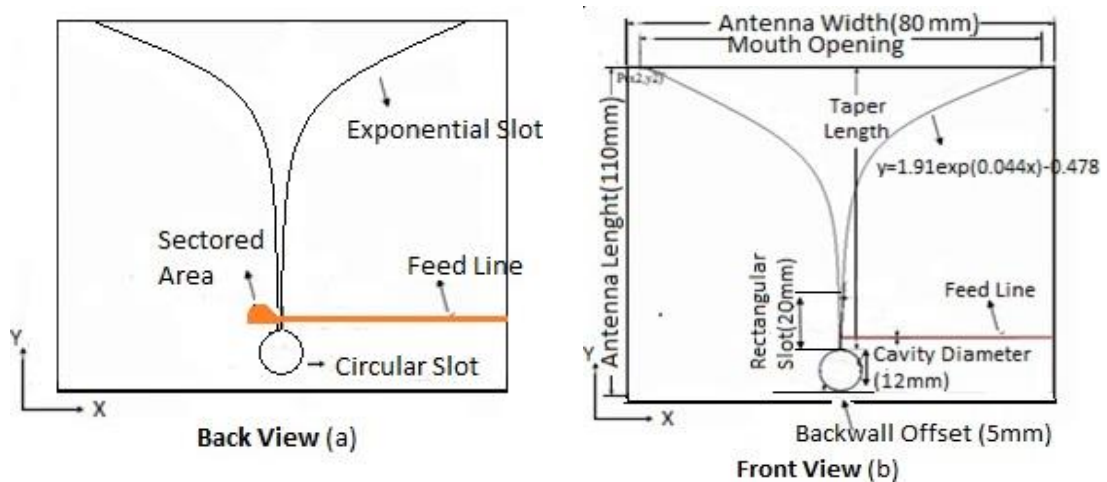 Exponential Slot
Sectored
Area
Feed Line
Circular Slot
Y
X
Back View (a)
Antenna Width(80 mm)
Mouth Opening
P(x2,y2)
Antenna Lenght(110mm)
Taper
Length
y=1.91exp(0.044x)-0.478
Rectangular
Slot(20mm)
Feed Line
Cavity Diameter
(12mm)
Y
X
Backwall Offset (5mm)
Front View (b)